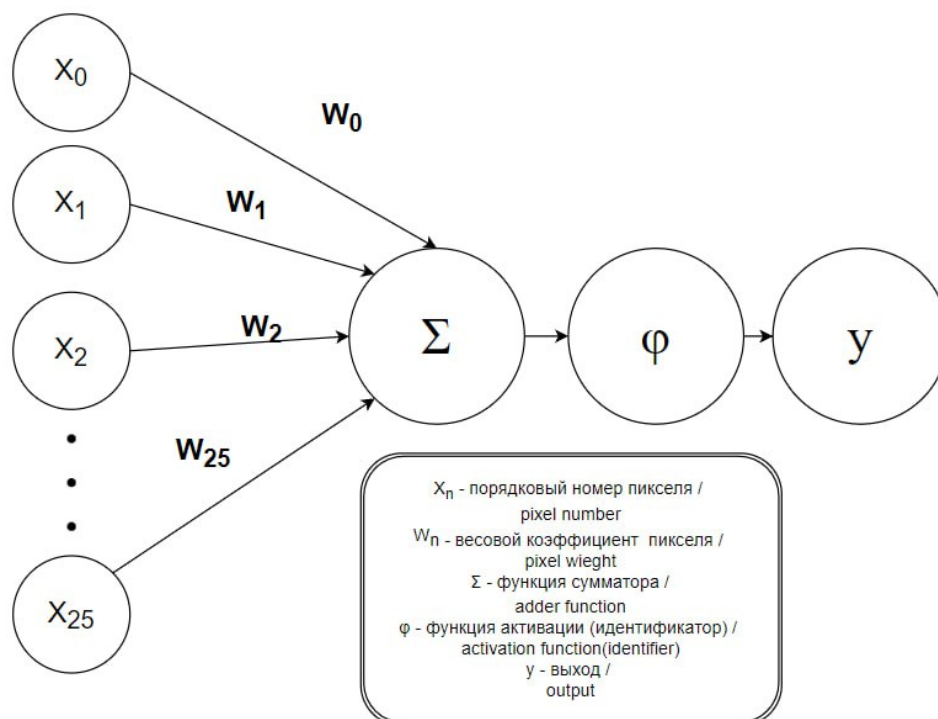 X₀
W₀
X₁
W₁
X₂
W₂
Σ
φ
y
W₂₅
X₂₅
Xₙ - порядковый номер пикселя /
pixel number
Wₙ - весовой коэффициент пикселя /
pixel wieght
Σ - функция сумматора /
adder function
φ - функция активации (идентификатор) /
activation function(identifier)
y - выход /
output